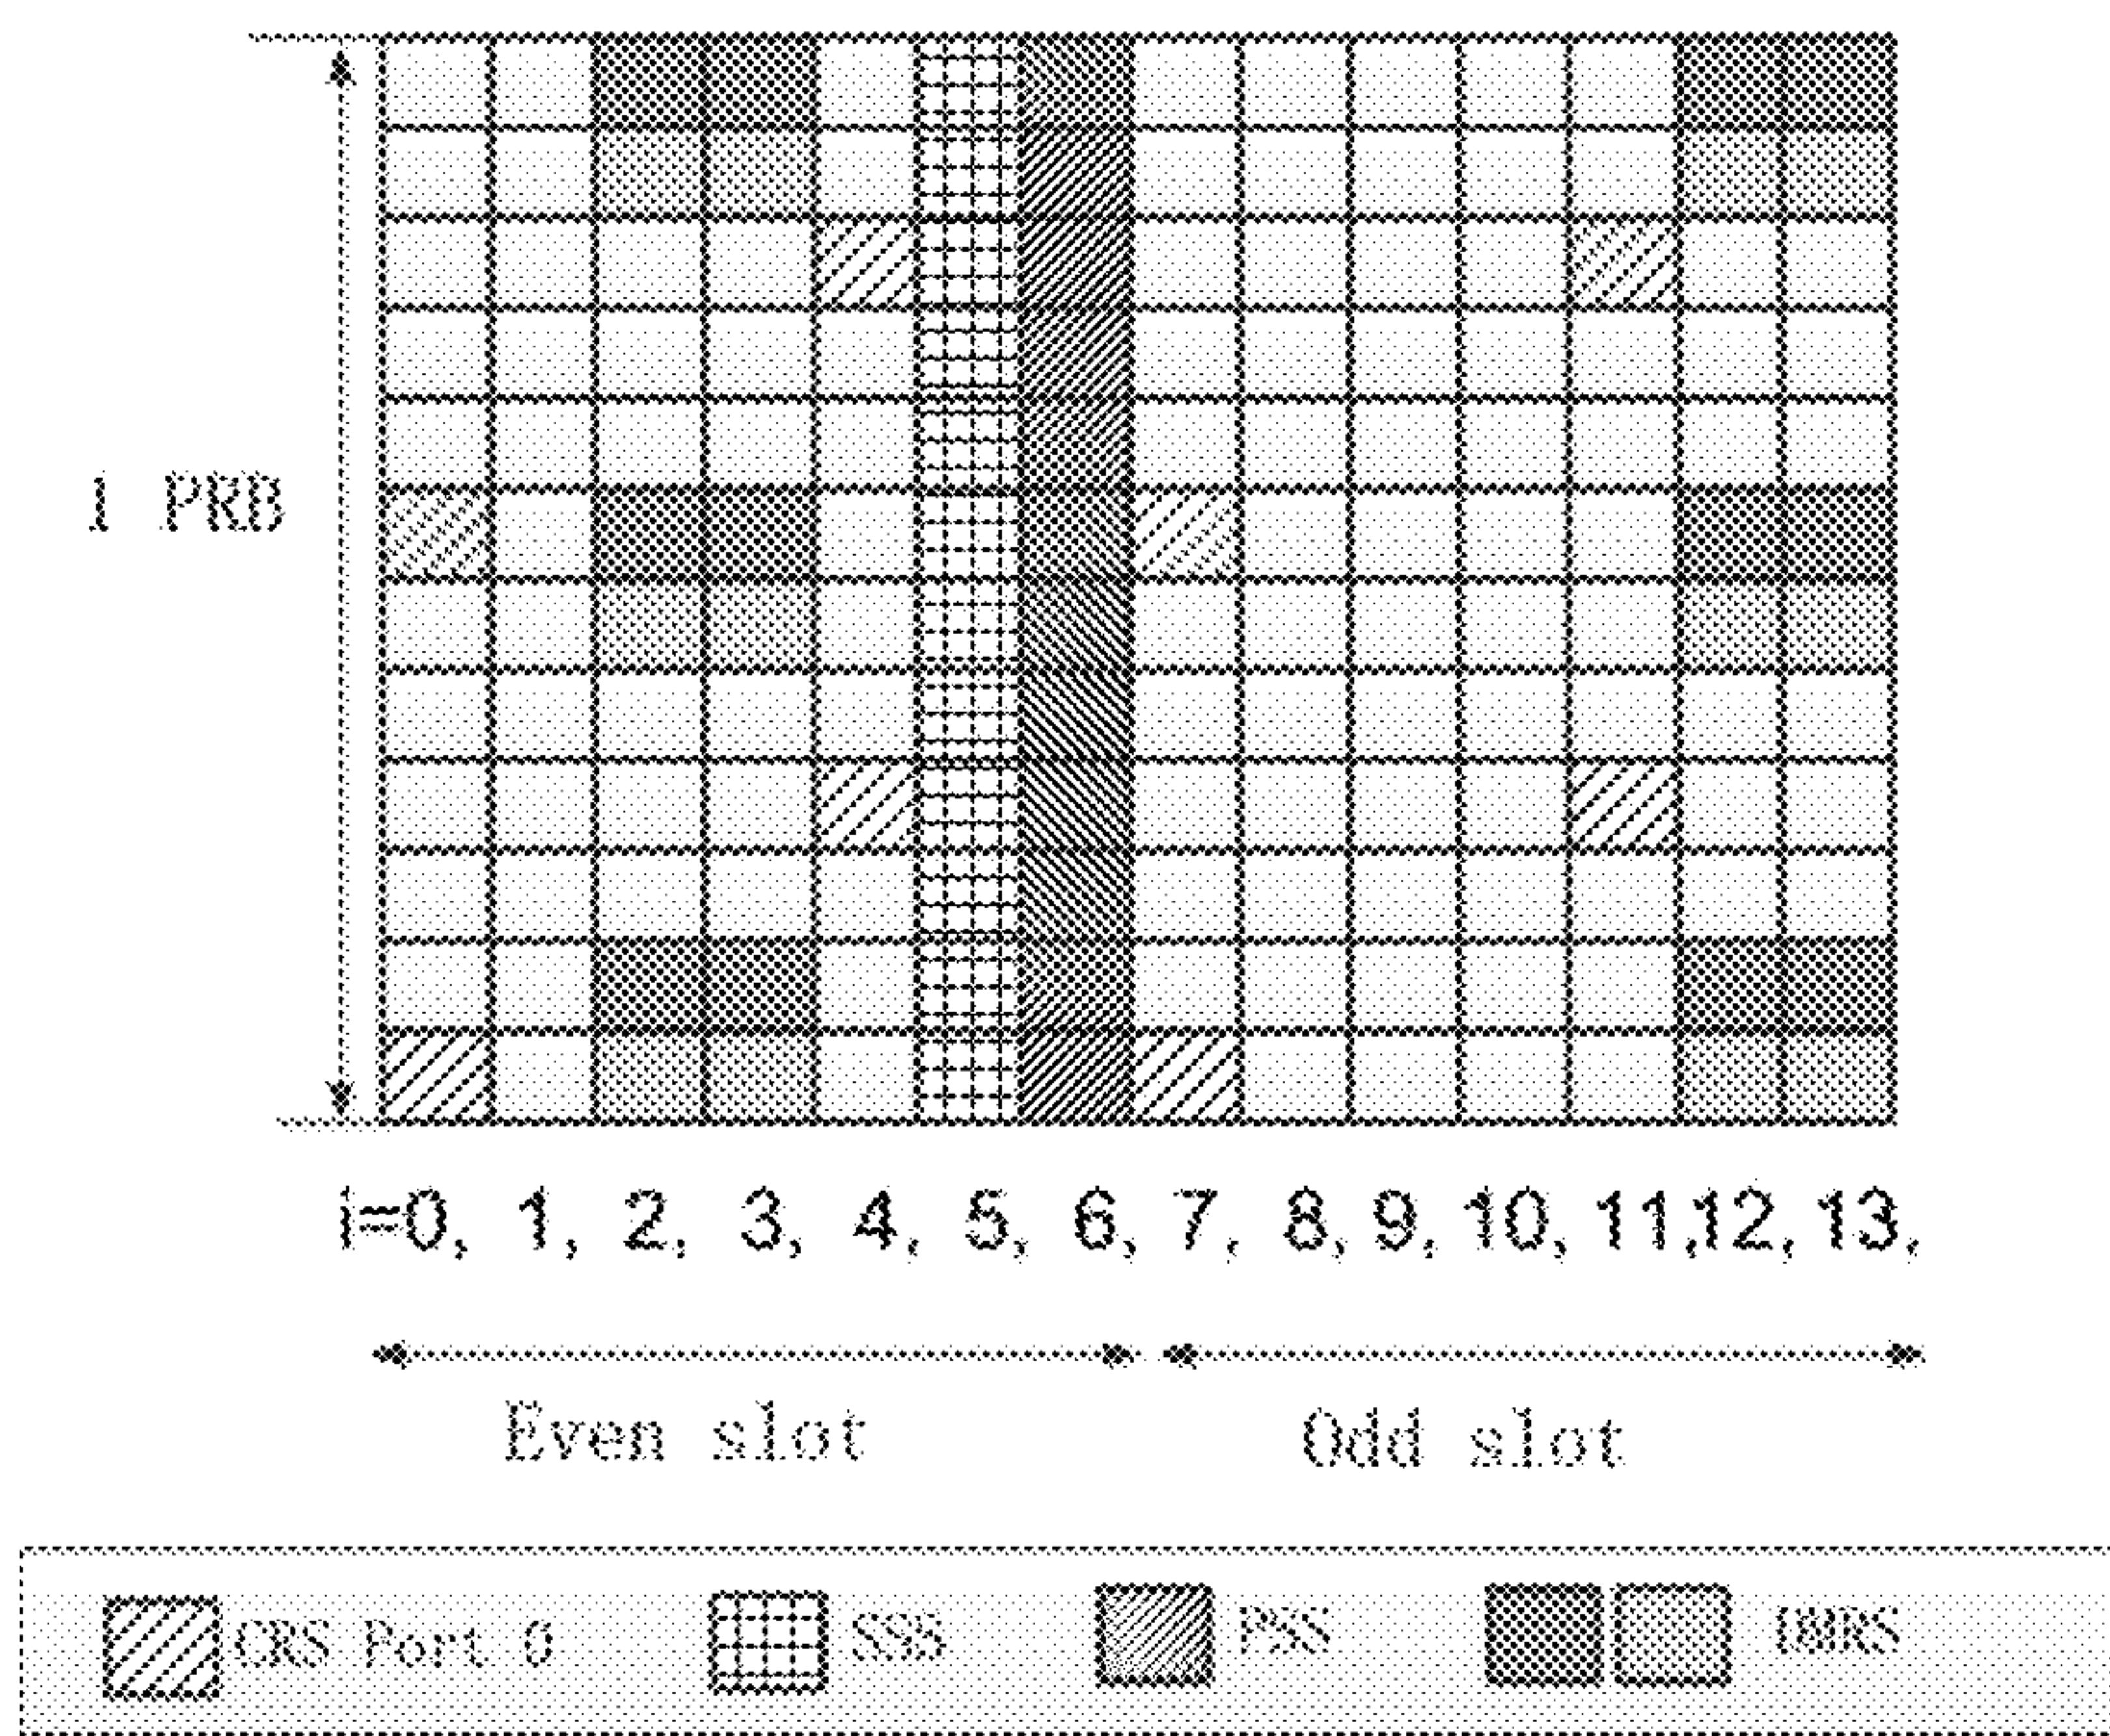 1 PRB
i=0, 1, 2, 3, 4, 5, 6, 7, 8, 9, 10, 11, 12, 13,
Even slot Odd slot
CRS Port 0 SSS PSS DMRS